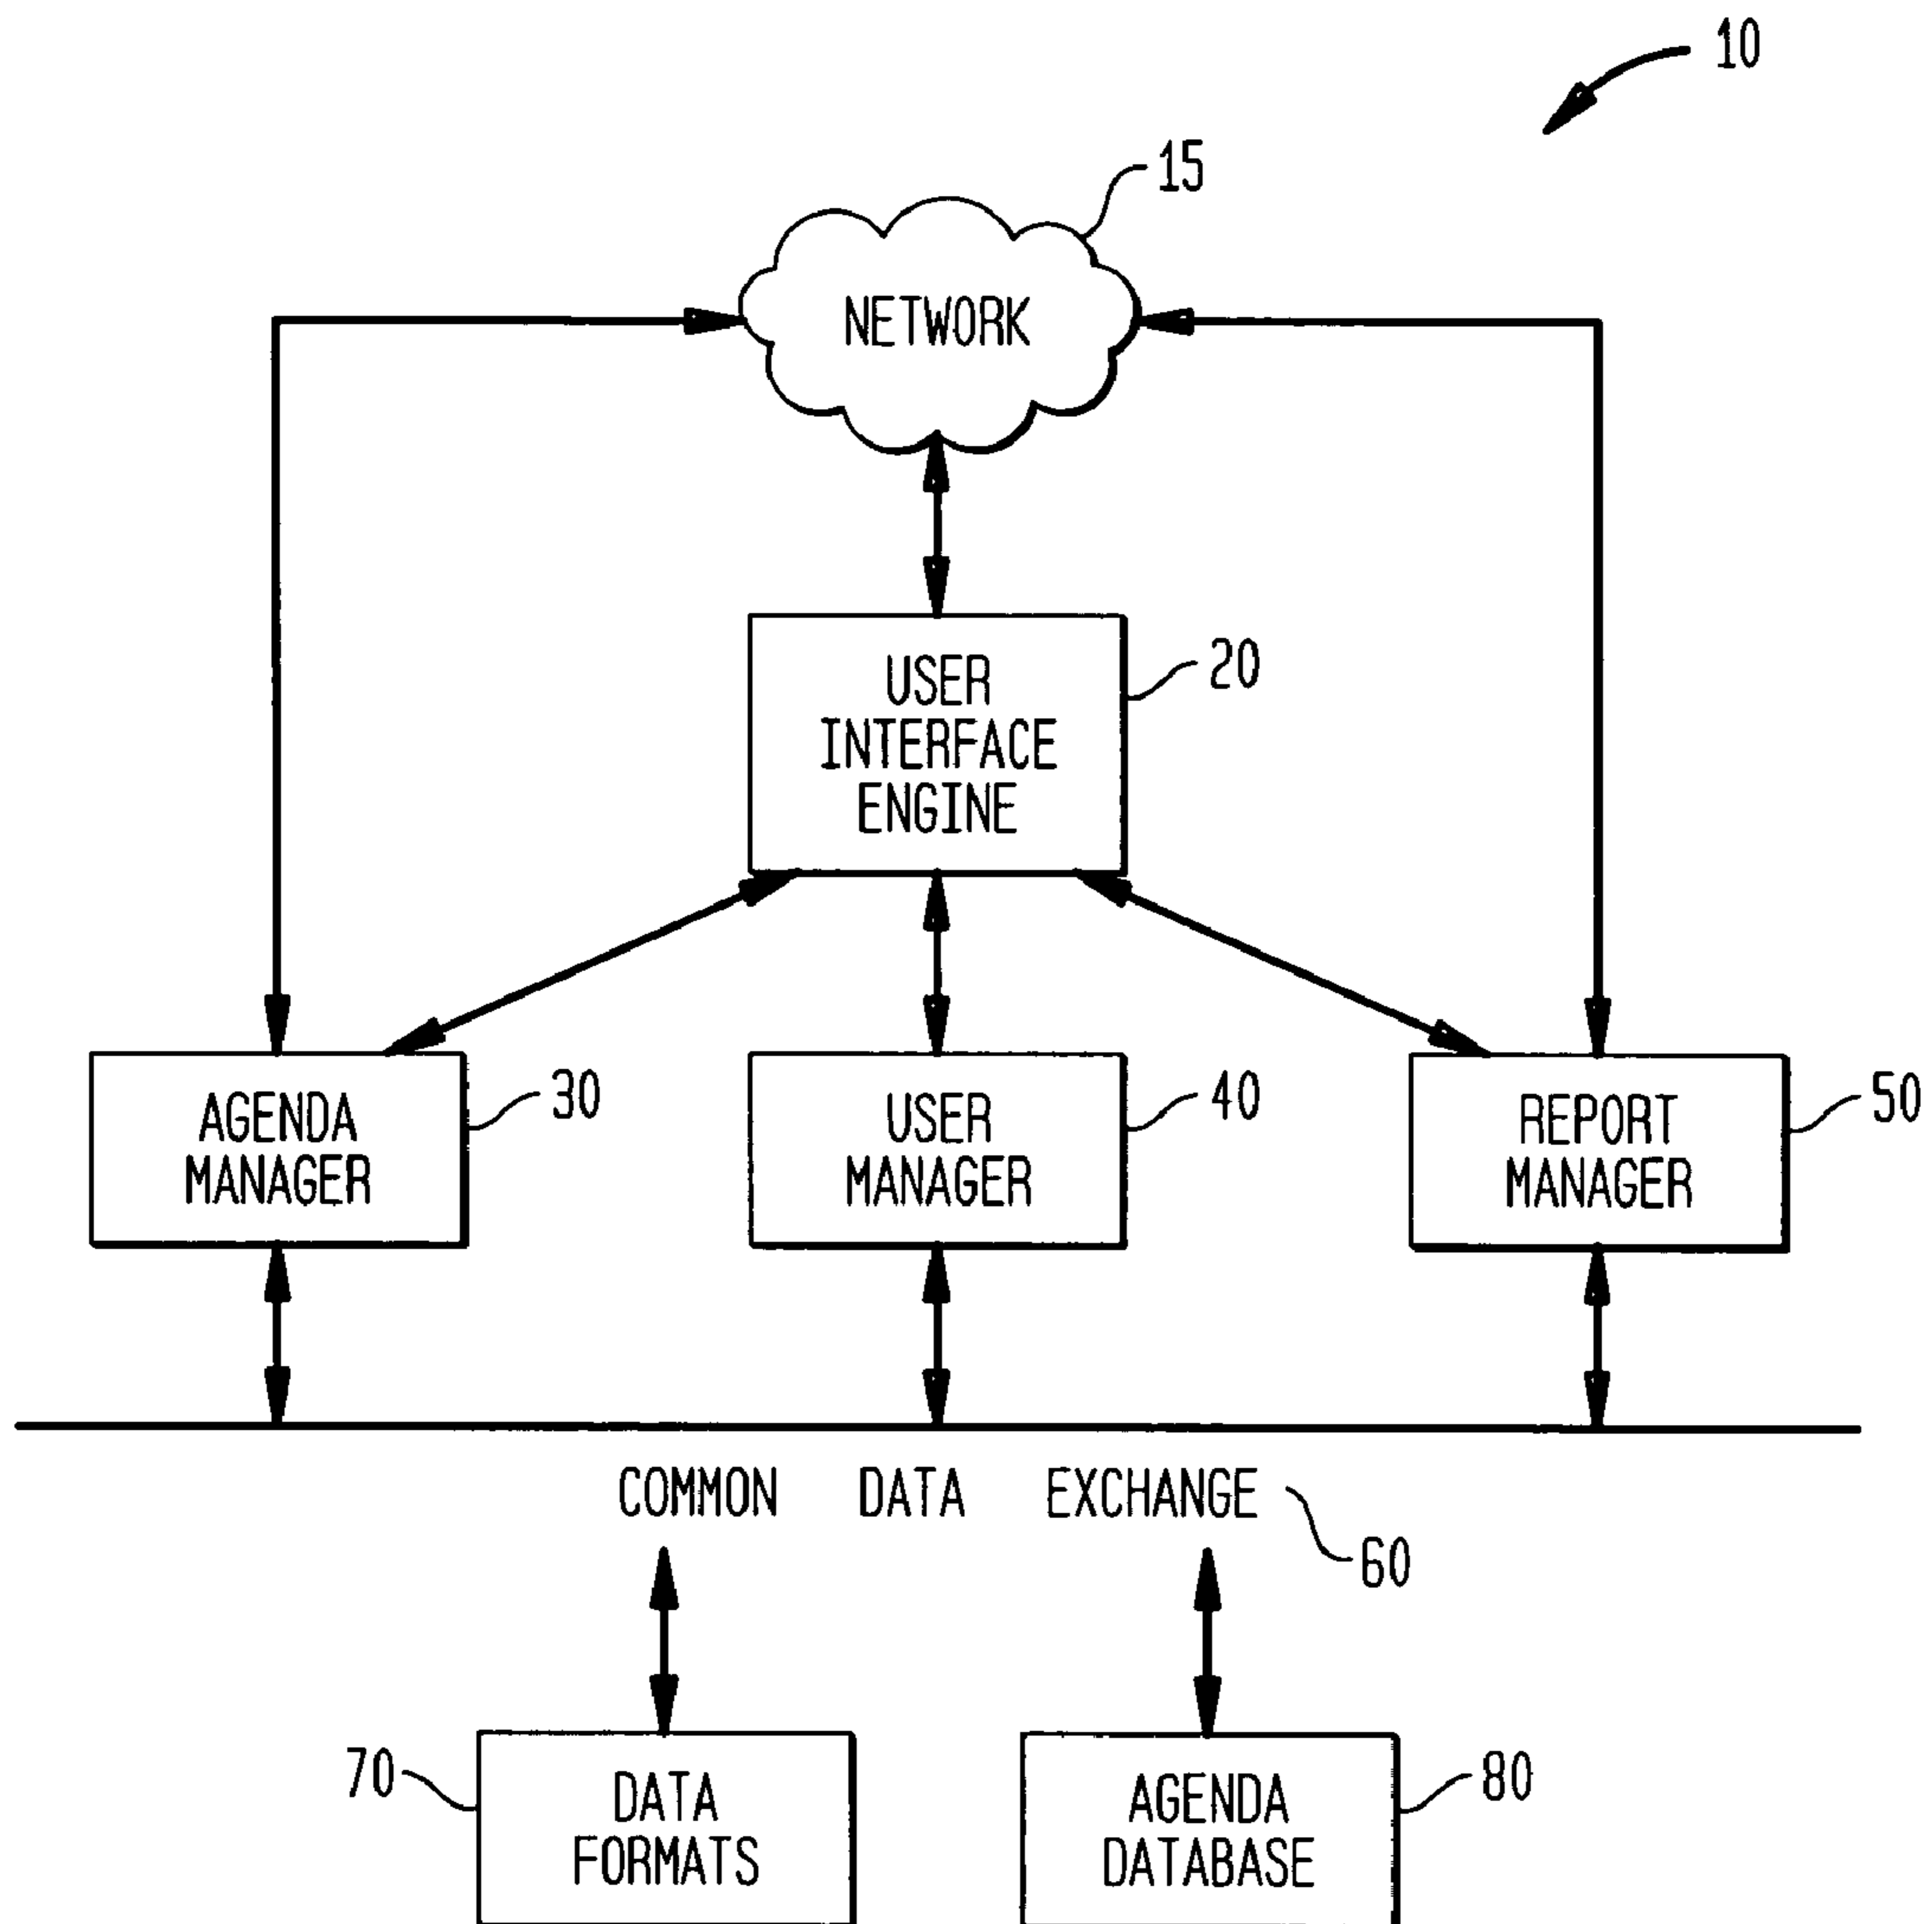 10
15
NETWORK
20
USER
INTERFACE
ENGINE
30
AGENDA
MANAGER
40
USER
MANAGER
50
REPORT
MANAGER
COMMON DATA EXCHANGE
60
70
DATA
FORMATS
80
AGENDA
DATABASE